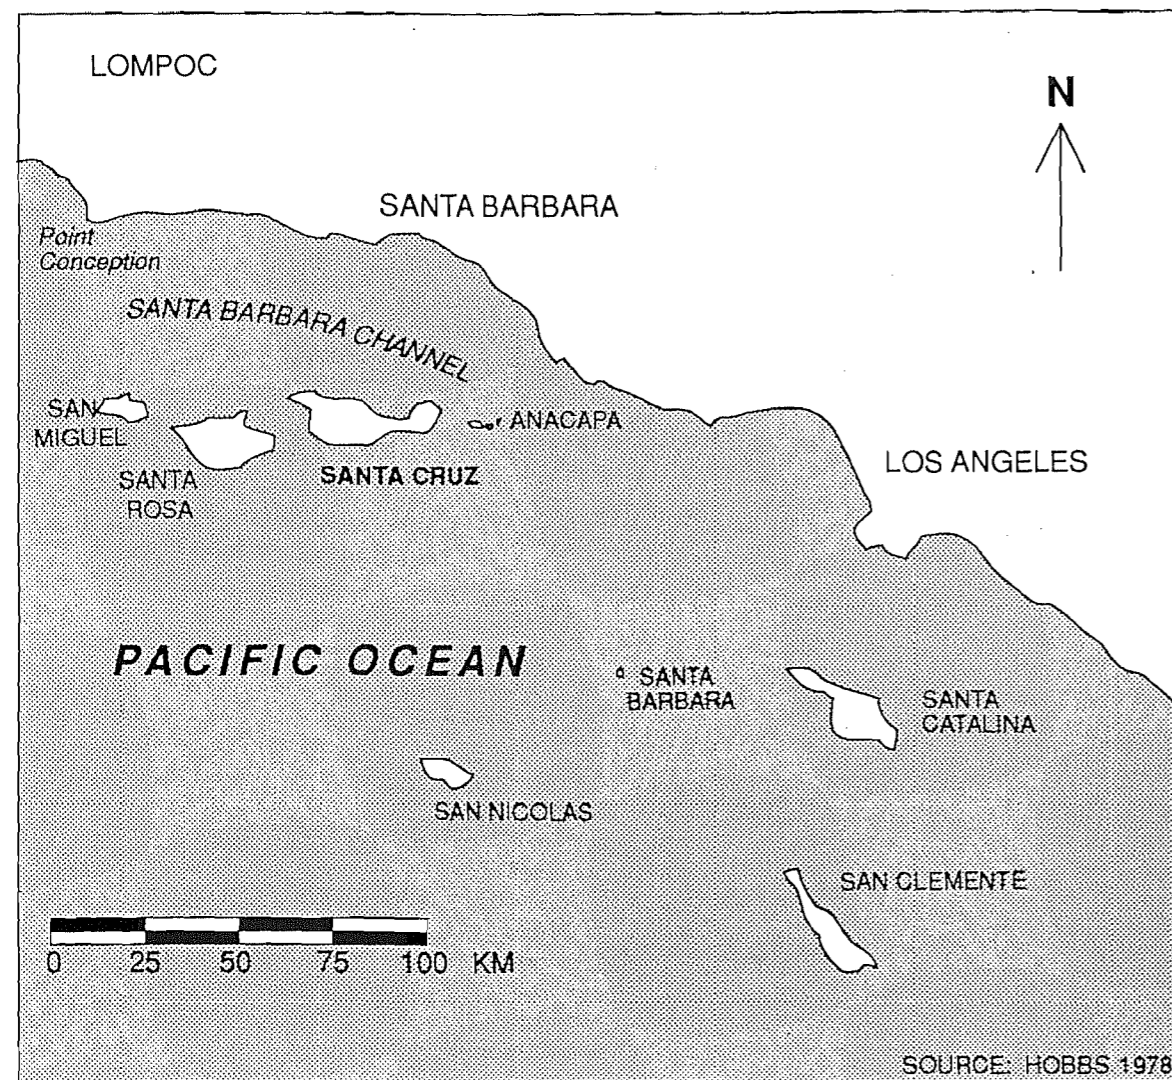 LOMPOC
N
SANTA BARBARA
Point
Conception
SANTA BARBARA CHANNEL
SAN
MIGUEL
ANACAPA
SANTA
ROSA
SANTA CRUZ
LOS ANGELES
PACIFIC OCEAN
SANTA
BARBARA
SANTA
CATALINA
SAN NICOLAS
SAN CLEMENTE
0 25 50 75 100 KM
SOURCE: HOBBS 1978